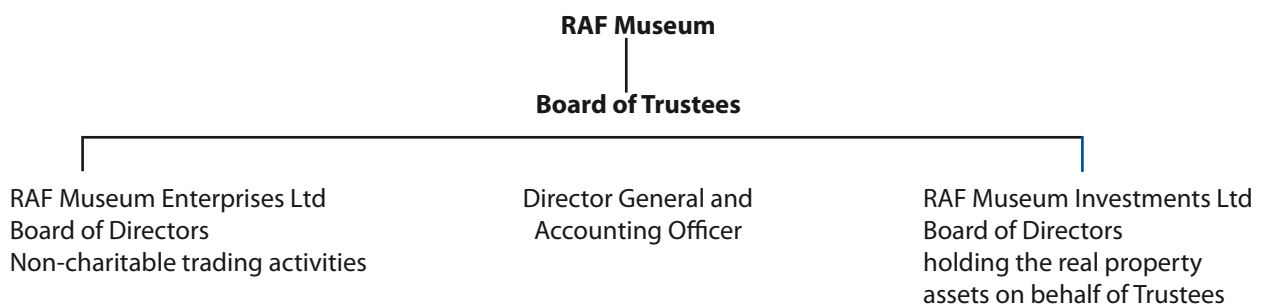 RAF Museum
Board of Trustees
RAF Museum Enterprises Ltd
Board of Directors
Non-charitable trading activities
Director General and
Accounting Officer
RAF Museum Investments Ltd
Board of Directors
holding the real property
assets on behalf of Trustees